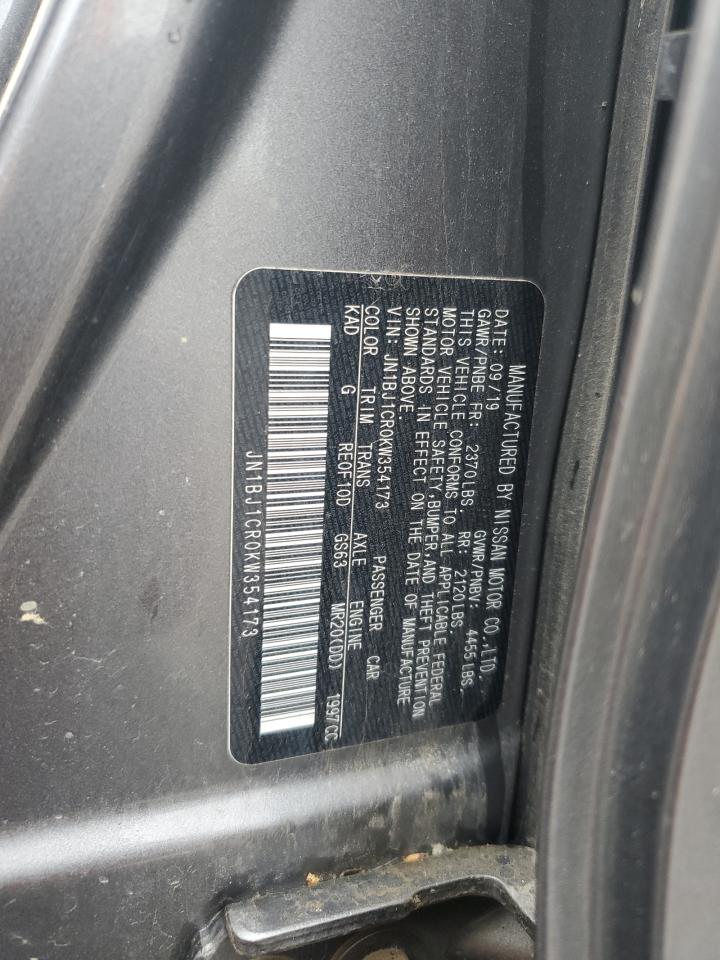 MANUFACTURED BY NISSAN MOTOR CO.,LTD.
DATE: 09/19 GVWR/PNBV: 4455LBS.
GAWR/PNBE FR: 2370LBS. RR: 2120LBS.
THIS VEHICLE CONFORMS TO ALL APPLICABLE FEDERAL
MOTOR VEHICLE SAFETY,BUMPER,AND THEFT PREVENTION
STANDARDS IN EFFECT ON THE DATE OF MANUFACTURE
SHOWN ABOVE.
VIN: JN1BJ1CR0KW354173 PASSENGER CAR
COLOR TRIM TRANS AXLE ENGINE
KAD G RE0F10D GS63 MR20(DD) 1997CC
JN1BJ1CR0KW354173